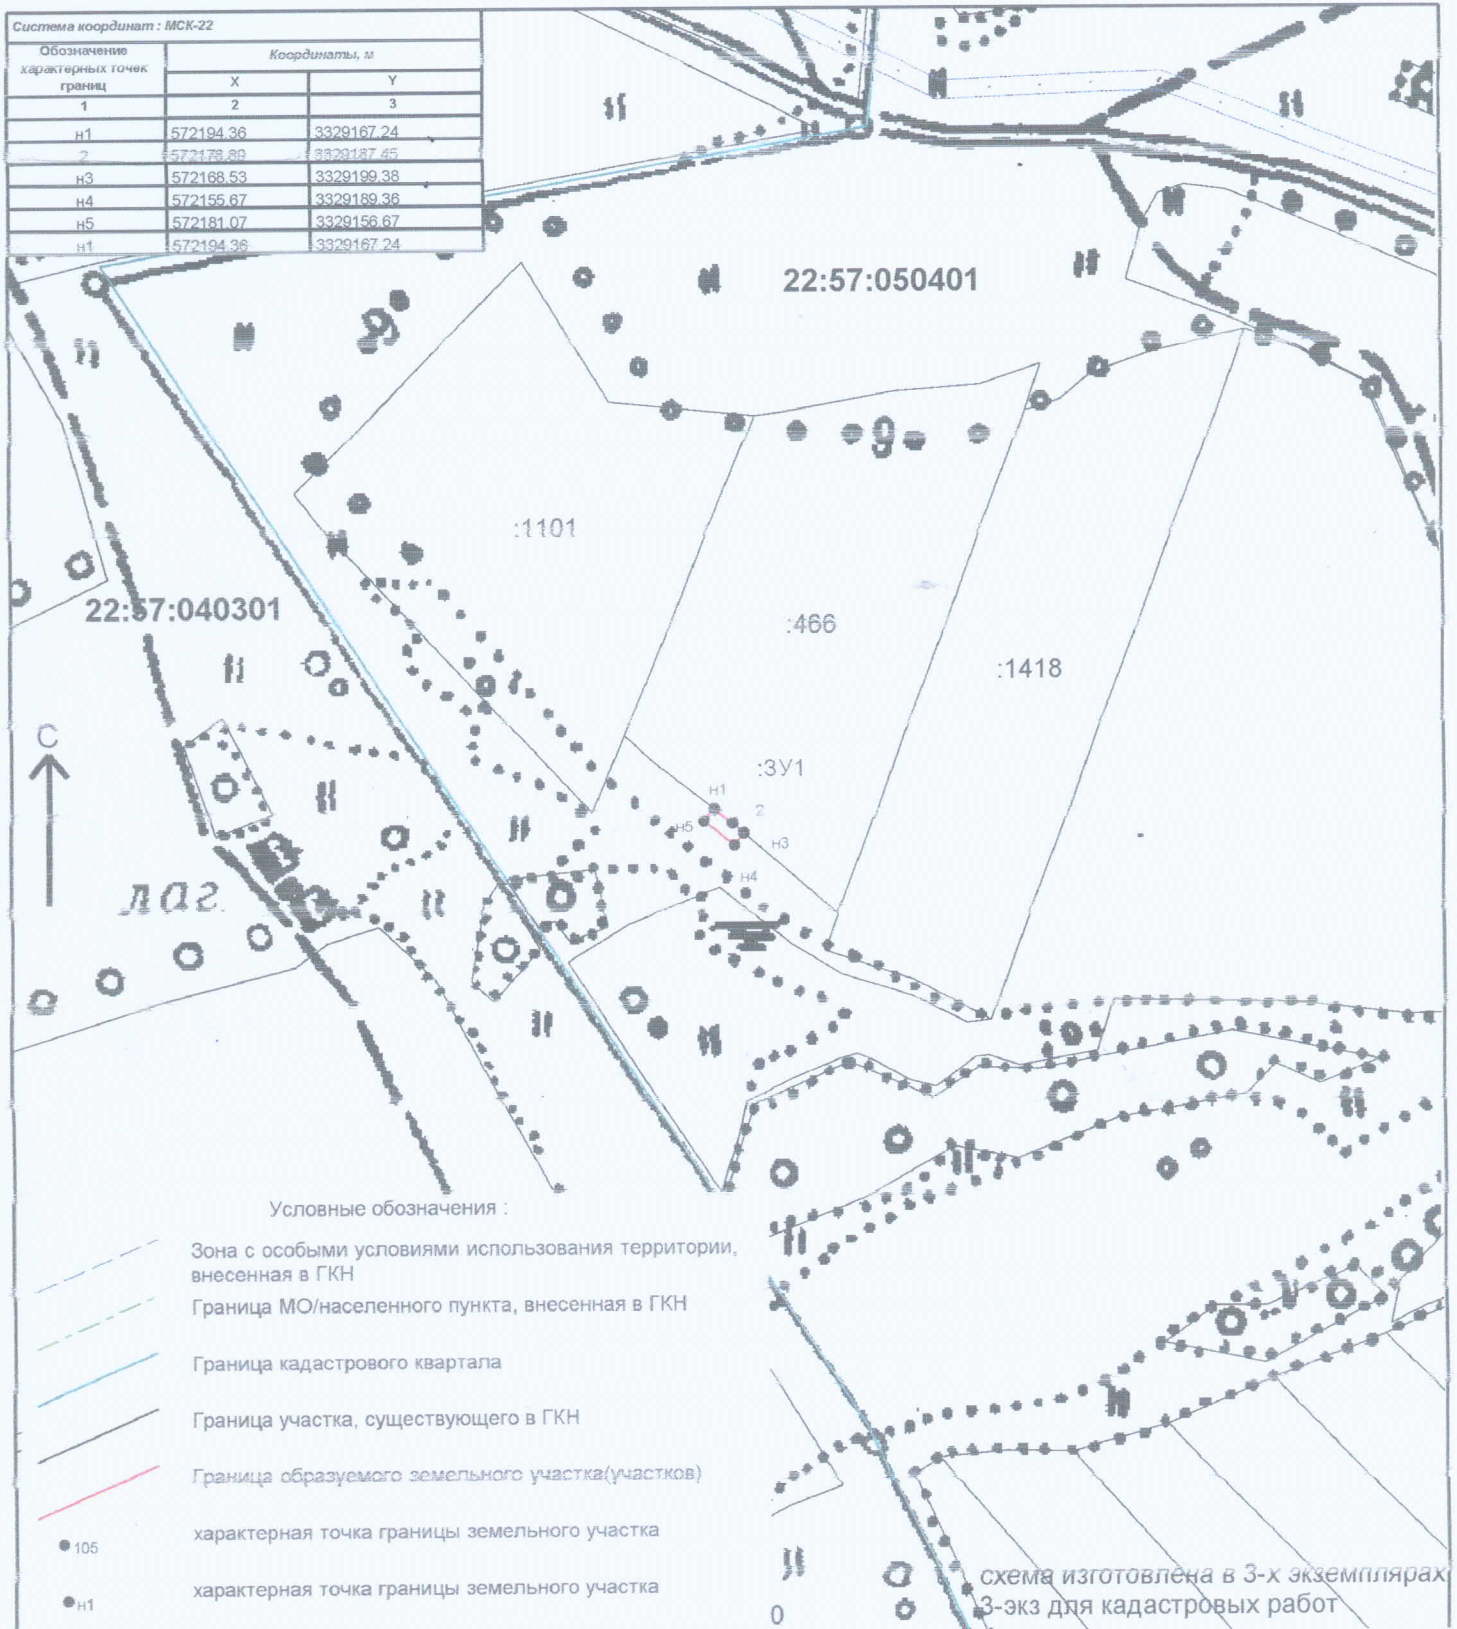 Система координат : МСК-22
Обозначение характерных точек границ
Координаты, м
X Y
1 2 3
н1 572194.36 3329167.24
2 572178.89 3329187.45
н3 572168.53 3329199.38
н4 572155.67 3329189.36
н5 572181.07 3329156.67
н1 572194.36 3329167.24
22:57:050401
9
9
:1101
22:57:040301
:466
:1418
С
:ЗУ1
н1
2
н5
н3
н4
лаг.
Условные обозначения :
Зона с особыми условиями использования территории,
внесенная в ГКН
Граница МО/населенного пункта, внесенная в ГКН
Граница кадастрового квартала
Граница участка, существующего в ГКН
Граница образуемого земельного участка(участков)
характерная точка границы земельного участка
105
характерная точка границы земельного участка
н1
схема изготовлена в 3-х экземплярах
3-экз для кадастровых работ
0